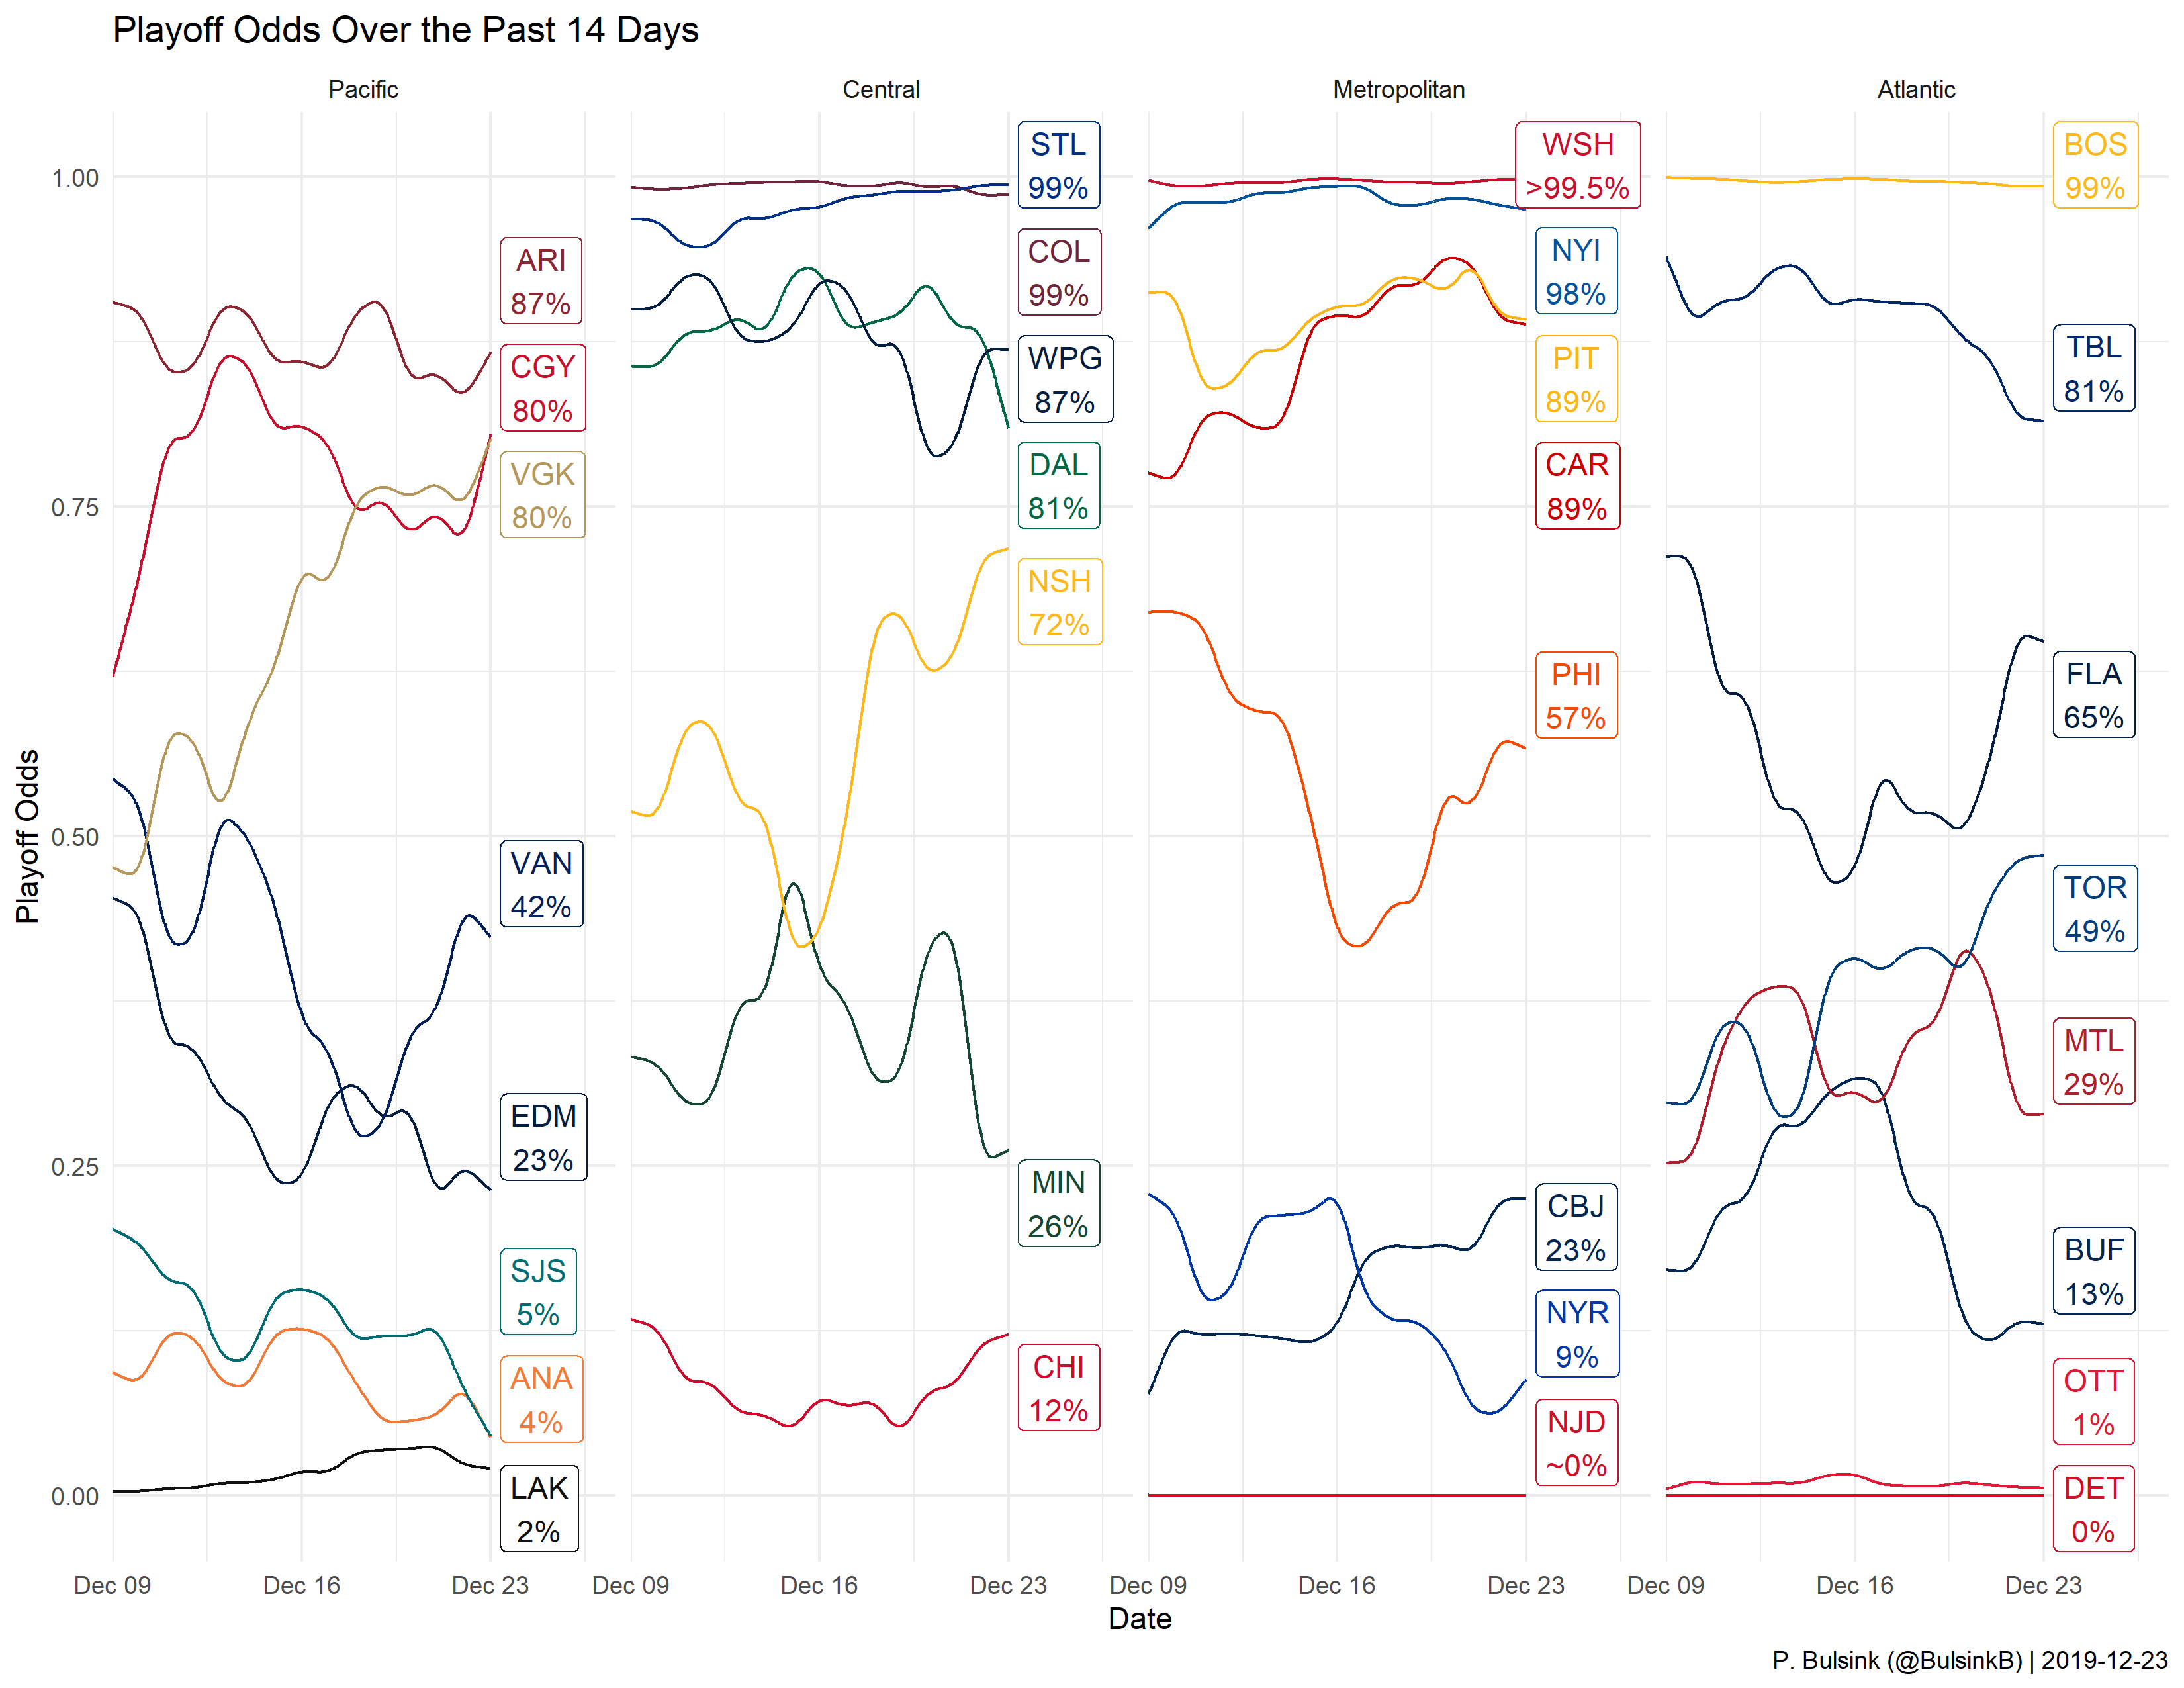 Playoff Odds Over the Past 14 Days
Pacific
Central
Metropolitan
Atlantic
Playoff Odds
1.00
0.75
0.50
0.25
0.00
ARI
87%
CGY
80%
VGK
80%
VAN
42%
EDM
23%
SJS
5%
ANA
4%
LAK
2%
STL
99%
COL
99%
WPG
87%
DAL
81%
NSH
72%
MIN
26%
CHI
12%
WSH
>99.5%
NYI
98%
PIT
89%
CAR
89%
PHI
57%
CBJ
23%
NYR
9%
NJD
~0%
BOS
99%
TBL
81%
FLA
65%
TOR
49%
MTL
29%
BUF
13%
OTT
1%
DET
0%
Dec 09
Dec 16
Dec 23
Dec 09
Dec 16
Dec 23
Dec 09
Dec 16
Dec 23
Dec 09
Dec 16
Dec 23
Date
P. Bulsink (@BulsinkB) | 2019-12-23